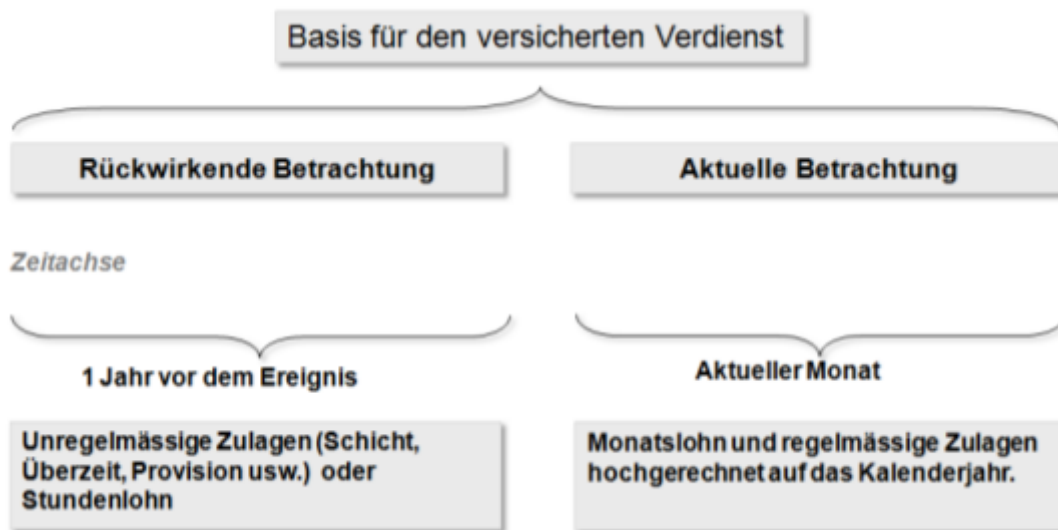 Basis für den versicherten Verdienst
Rückwirkende Betrachtung
Aktuelle Betrachtung
Zeitachse
1 Jahr vor dem Ereignis
Aktueller Monat
Unregelmässige Zulagen (Schicht,
Überzeit, Provision usw.) oder
Stundenlohn
Monatslohn und regelmässige Zulagen
hochgerechnet auf das Kalenderjahr.